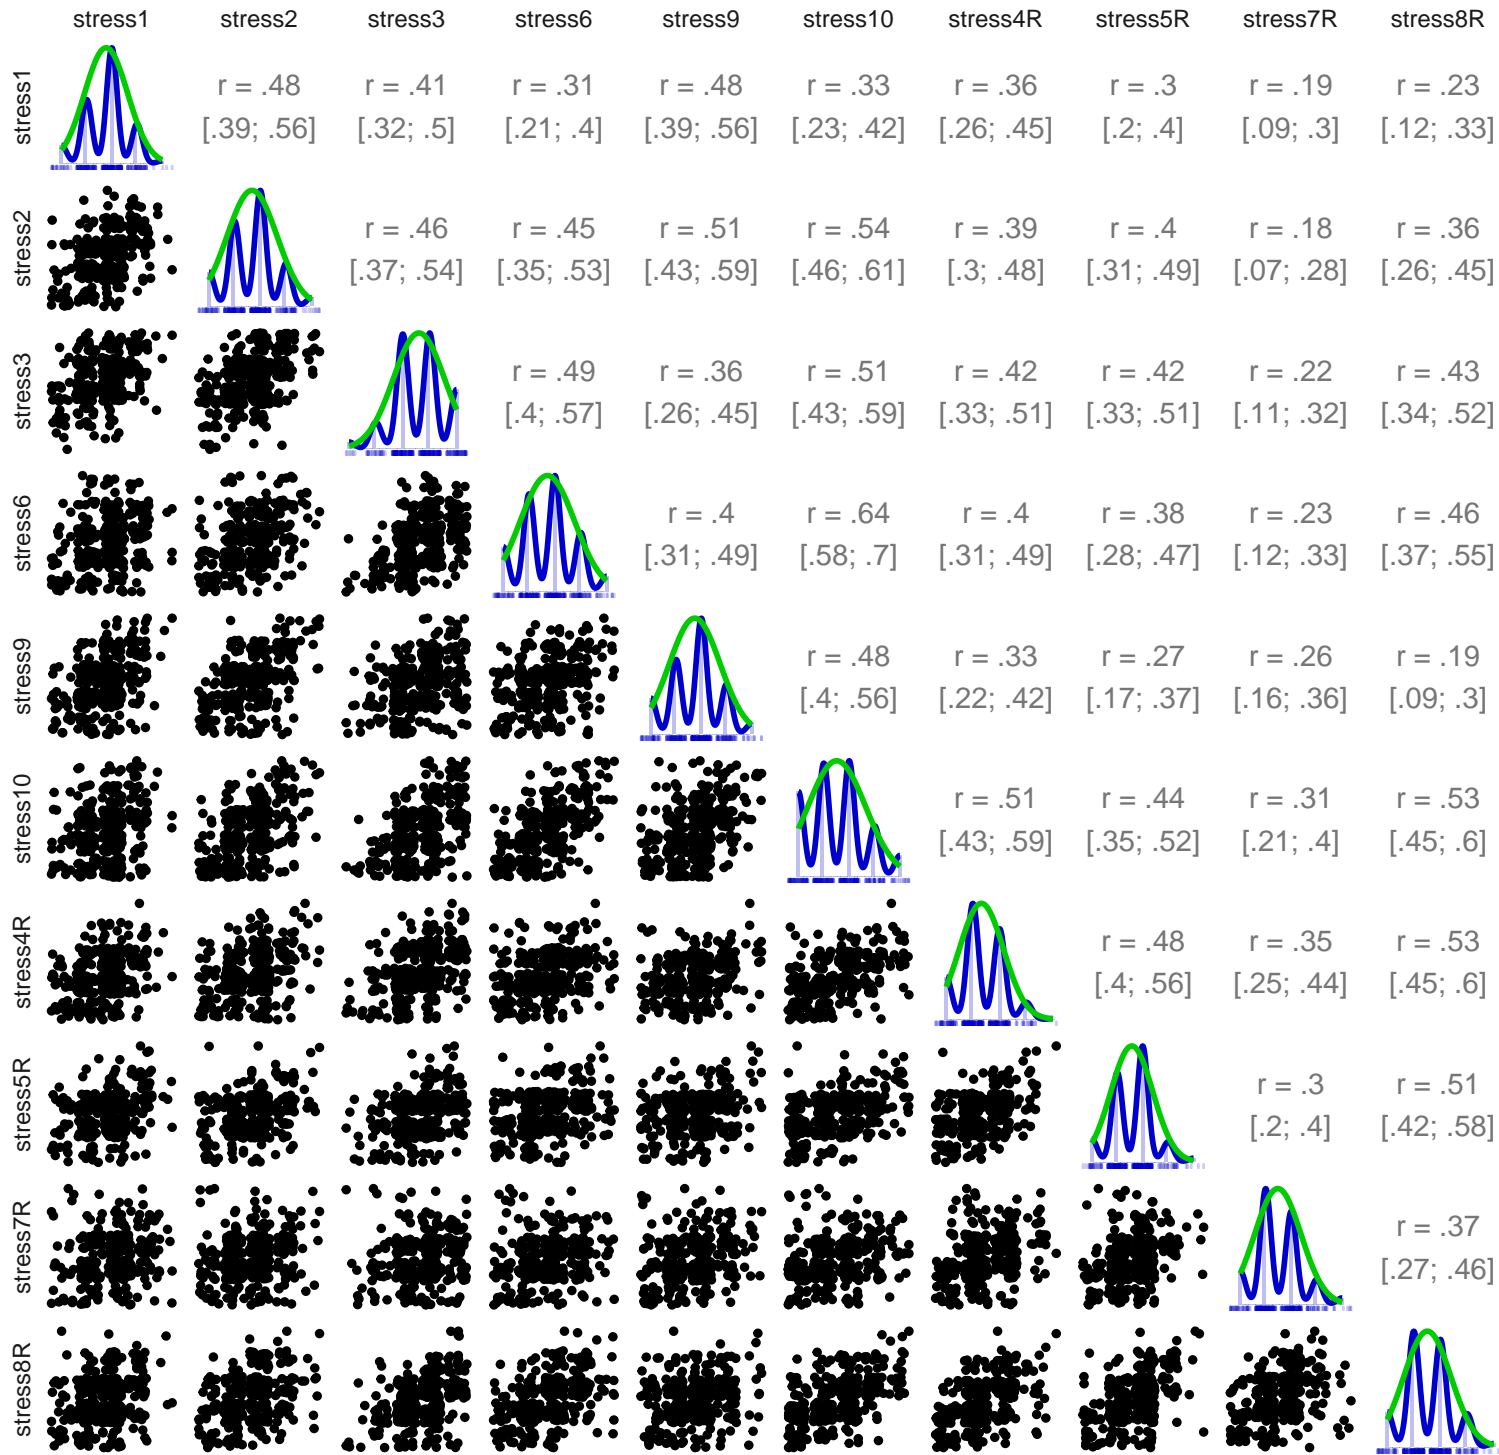 stress1 stress2 stress3 stress6 stress9 stress10 stress4R stress5R stress7R stress8R
stress1
r = .48 r = .41 r = .31 r = .48 r = .33 r = .36 r = .3 r = .19 r = .23
[.39; .56] [.32; .5] [.21; .4] [.39; .56] [.23; .42] [.26; .45] [.2; .4] [.09; .3] [.12; .33]
stress2
r = .46 r = .45 r = .51 r = .54 r = .39 r = .4 r = .18 r = .36
[.37; .54] [.35; .53] [.43; .59] [.46; .61] [.3; .48] [.31; .49] [.07; .28] [.26; .45]
stress3
r = .49 r = .36 r = .51 r = .42 r = .42 r = .22 r = .43
[.4; .57] [.26; .45] [.43; .59] [.33; .51] [.33; .51] [.11; .32] [.34; .52]
stress6
r = .4 r = .64 r = .4 r = .38 r = .23 r = .46
[.31; .49] [.58; .7] [.31; .49] [.28; .47] [.12; .33] [.37; .55]
stress9
r = .48 r = .33 r = .27 r = .26 r = .19
[.4; .56] [.22; .42] [.17; .37] [.16; .36] [.09; .3]
stress10
r = .51 r = .44 r = .31 r = .53
[.43; .59] [.35; .52] [.21; .4] [.45; .6]
stress4R
r = .48 r = .35 r = .53
[.4; .56] [.25; .44] [.45; .6]
stress5R
r = .3 r = .51
[.2; .4] [.42; .58]
stress7R
r = .37
[.27; .46]
stress8R